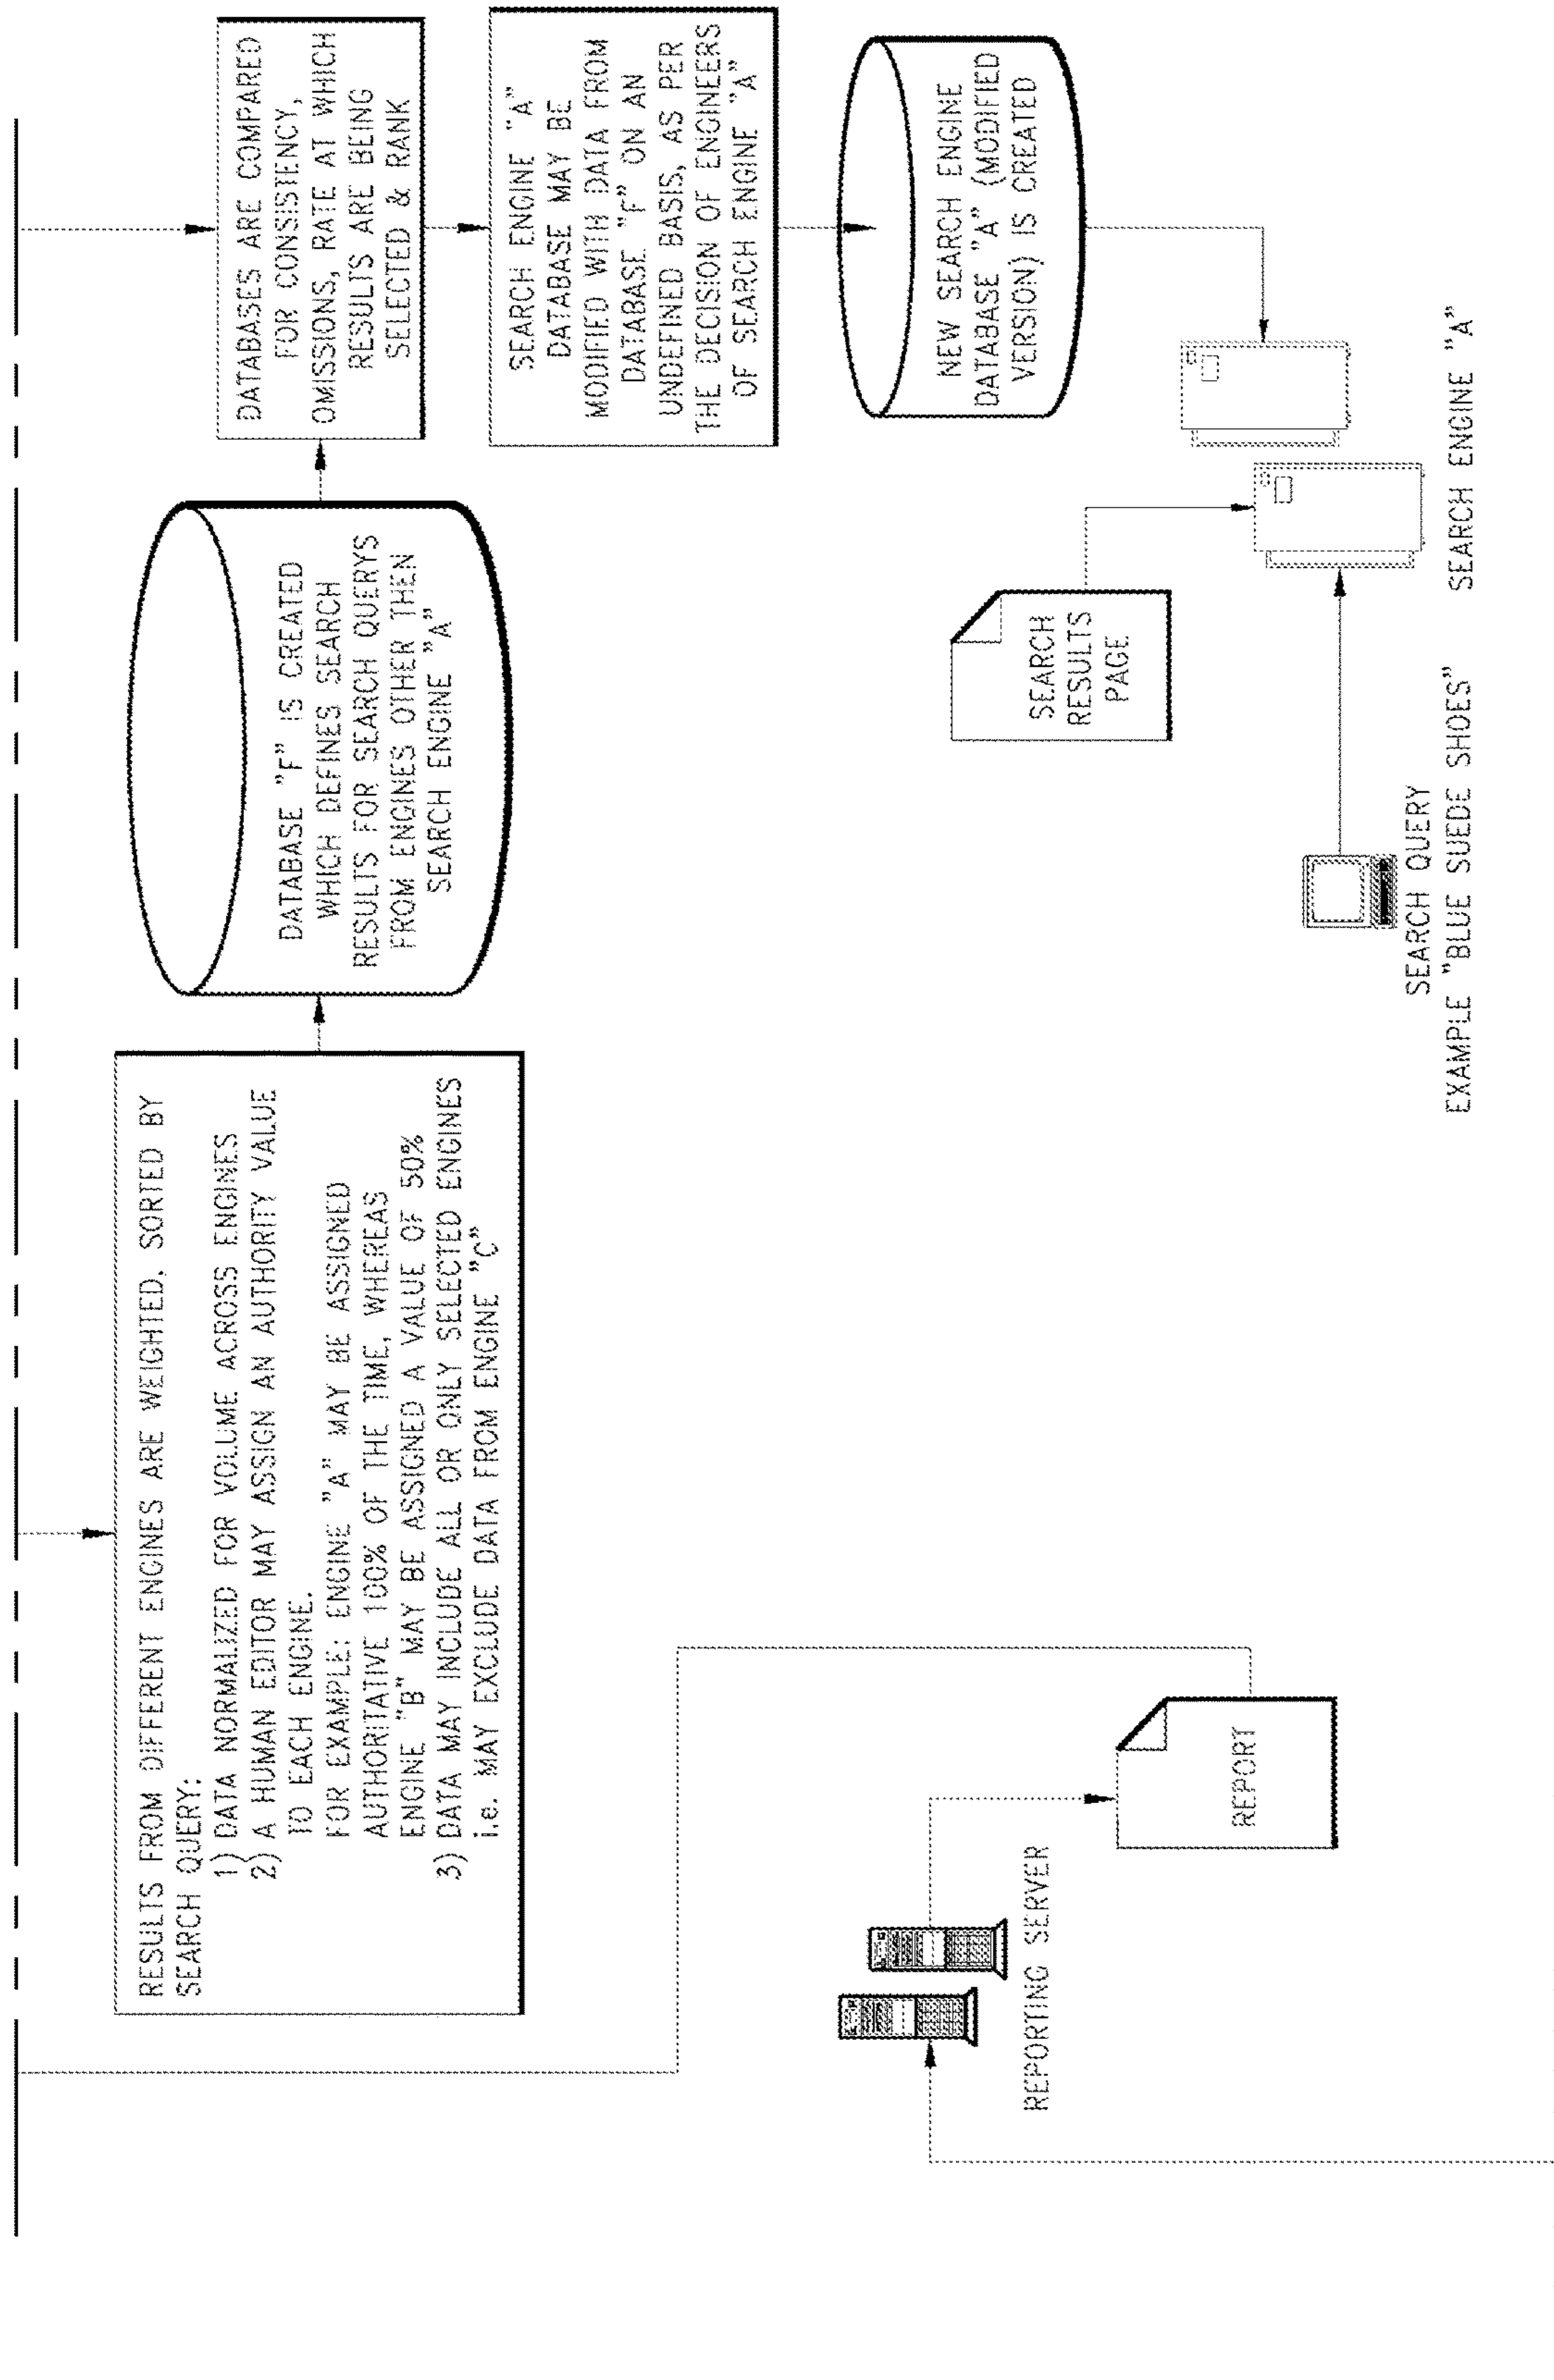 RESULTS FROM DIFFERENT ENGINES ARE WEIGHTED, SORTED BY
SEARCH QUERY:
1) DATA NORMALIZED FOR VOLUME ACROSS ENGINES
2) A HUMAN EDITOR MAY ASSIGN AN AUTHORITY VALUE
TO EACH ENGINE.
FOR EXAMPLE: ENGINE "A" MAY BE ASSIGNED
AUTHORITATIVE 100% OF THE TIME, WHEREAS
ENGINE "B" MAY BE ASSIGNED A VALUE OF 50%
3) DATA MAY INCLUDE ALL OR ONLY SELECTED ENGINES
i.e. MAY EXCLUDE DATA FROM ENGINE "C"
DATABASE "F" IS CREATED
WHICH DEFINES SEARCH
RESULTS FOR SEARCH QUERYS
FROM ENGINES OTHER THEN
SEARCH ENGINE "A"
DATABASES ARE COMPARED
FOR CONSISTENCY,
OMISSIONS, RATE AT WHICH
RESULTS ARE BEING
SELECTED & RANK
SEARCH ENGINE "A"
DATABASE MAY BE
MODIFIED WITH DATA FROM
DATABASE "F" ON AN
UNDEFINED BASIS, AS PER
THE DECISION OF ENGINEERS
OF SEARCH ENGINE "A"
NEW SEARCH ENGINE
DATABASE "A" (MODIFIED
VERSION) IS CREATED
REPORTING SERVER
REPORT
SEARCH
RESULTS
PAGE
SEARCH QUERY
EXAMPLE "BLUE SUEDE SHOES"
SEARCH ENGINE "A"